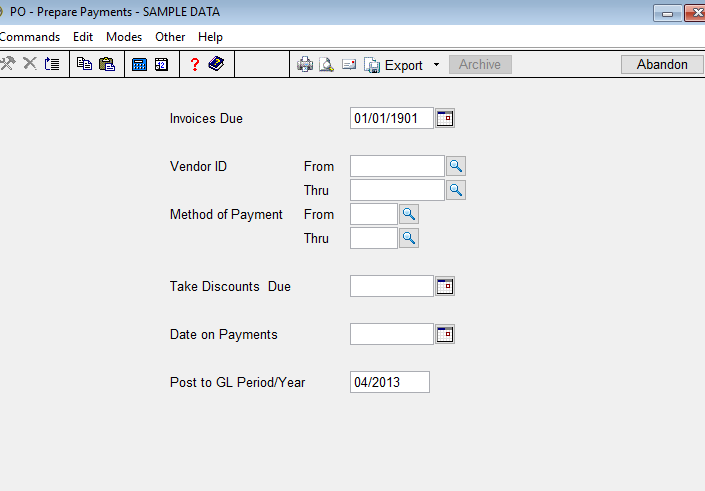 PO - Prepare Payments - SAMPLE DATA
Commands Edit Modes Other Help
Export Archive Abandon
Invoices Due 01/01/1901
Vendor ID From
Thru
Method of Payment From
Thru
Take Discounts Due
Date on Payments
Post to GL Period/Year 04/2013